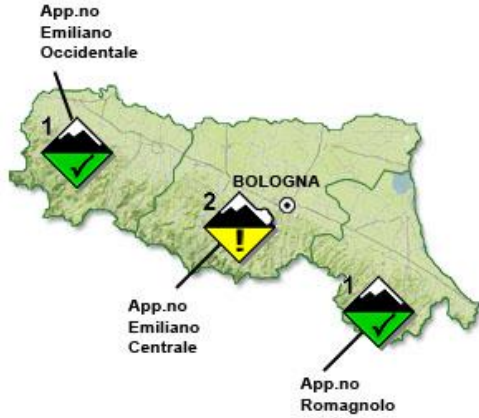 App.no
Emiliano
Occidentale
1
2
BOLOGNA
!
1
App.no
Emiliano
Centrale
App.no
Romagnolo